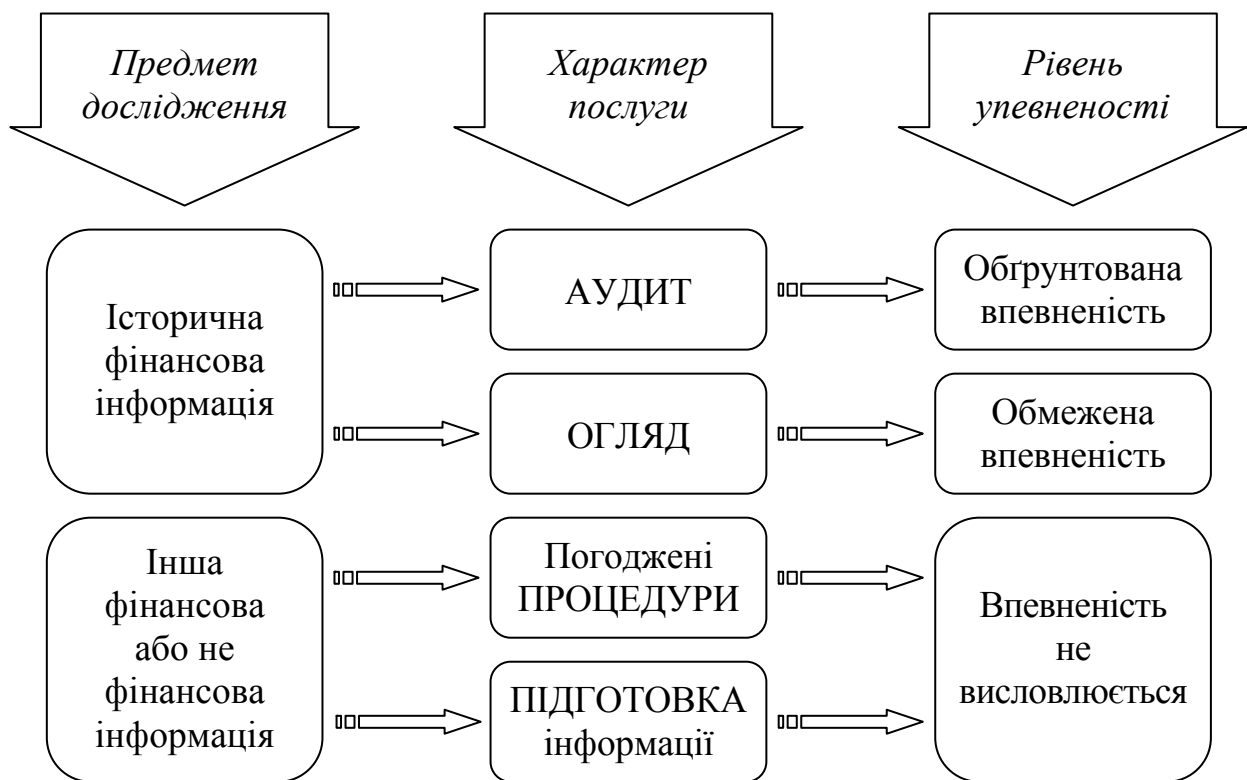 Предмет
дослідження
Характер
послуги
Рівень
упевненості
Історична
фінансова
інформація
АУДИТ
Обґрунтована
впевненість
ОГЛЯД
Обмежена
впевненість
Інша
фінансова
або не
фінансова
інформація
Погоджені
ПРОЦЕДУРИ
ПІДГОТОВКА
інформації
Впевненість
не
висловлюється